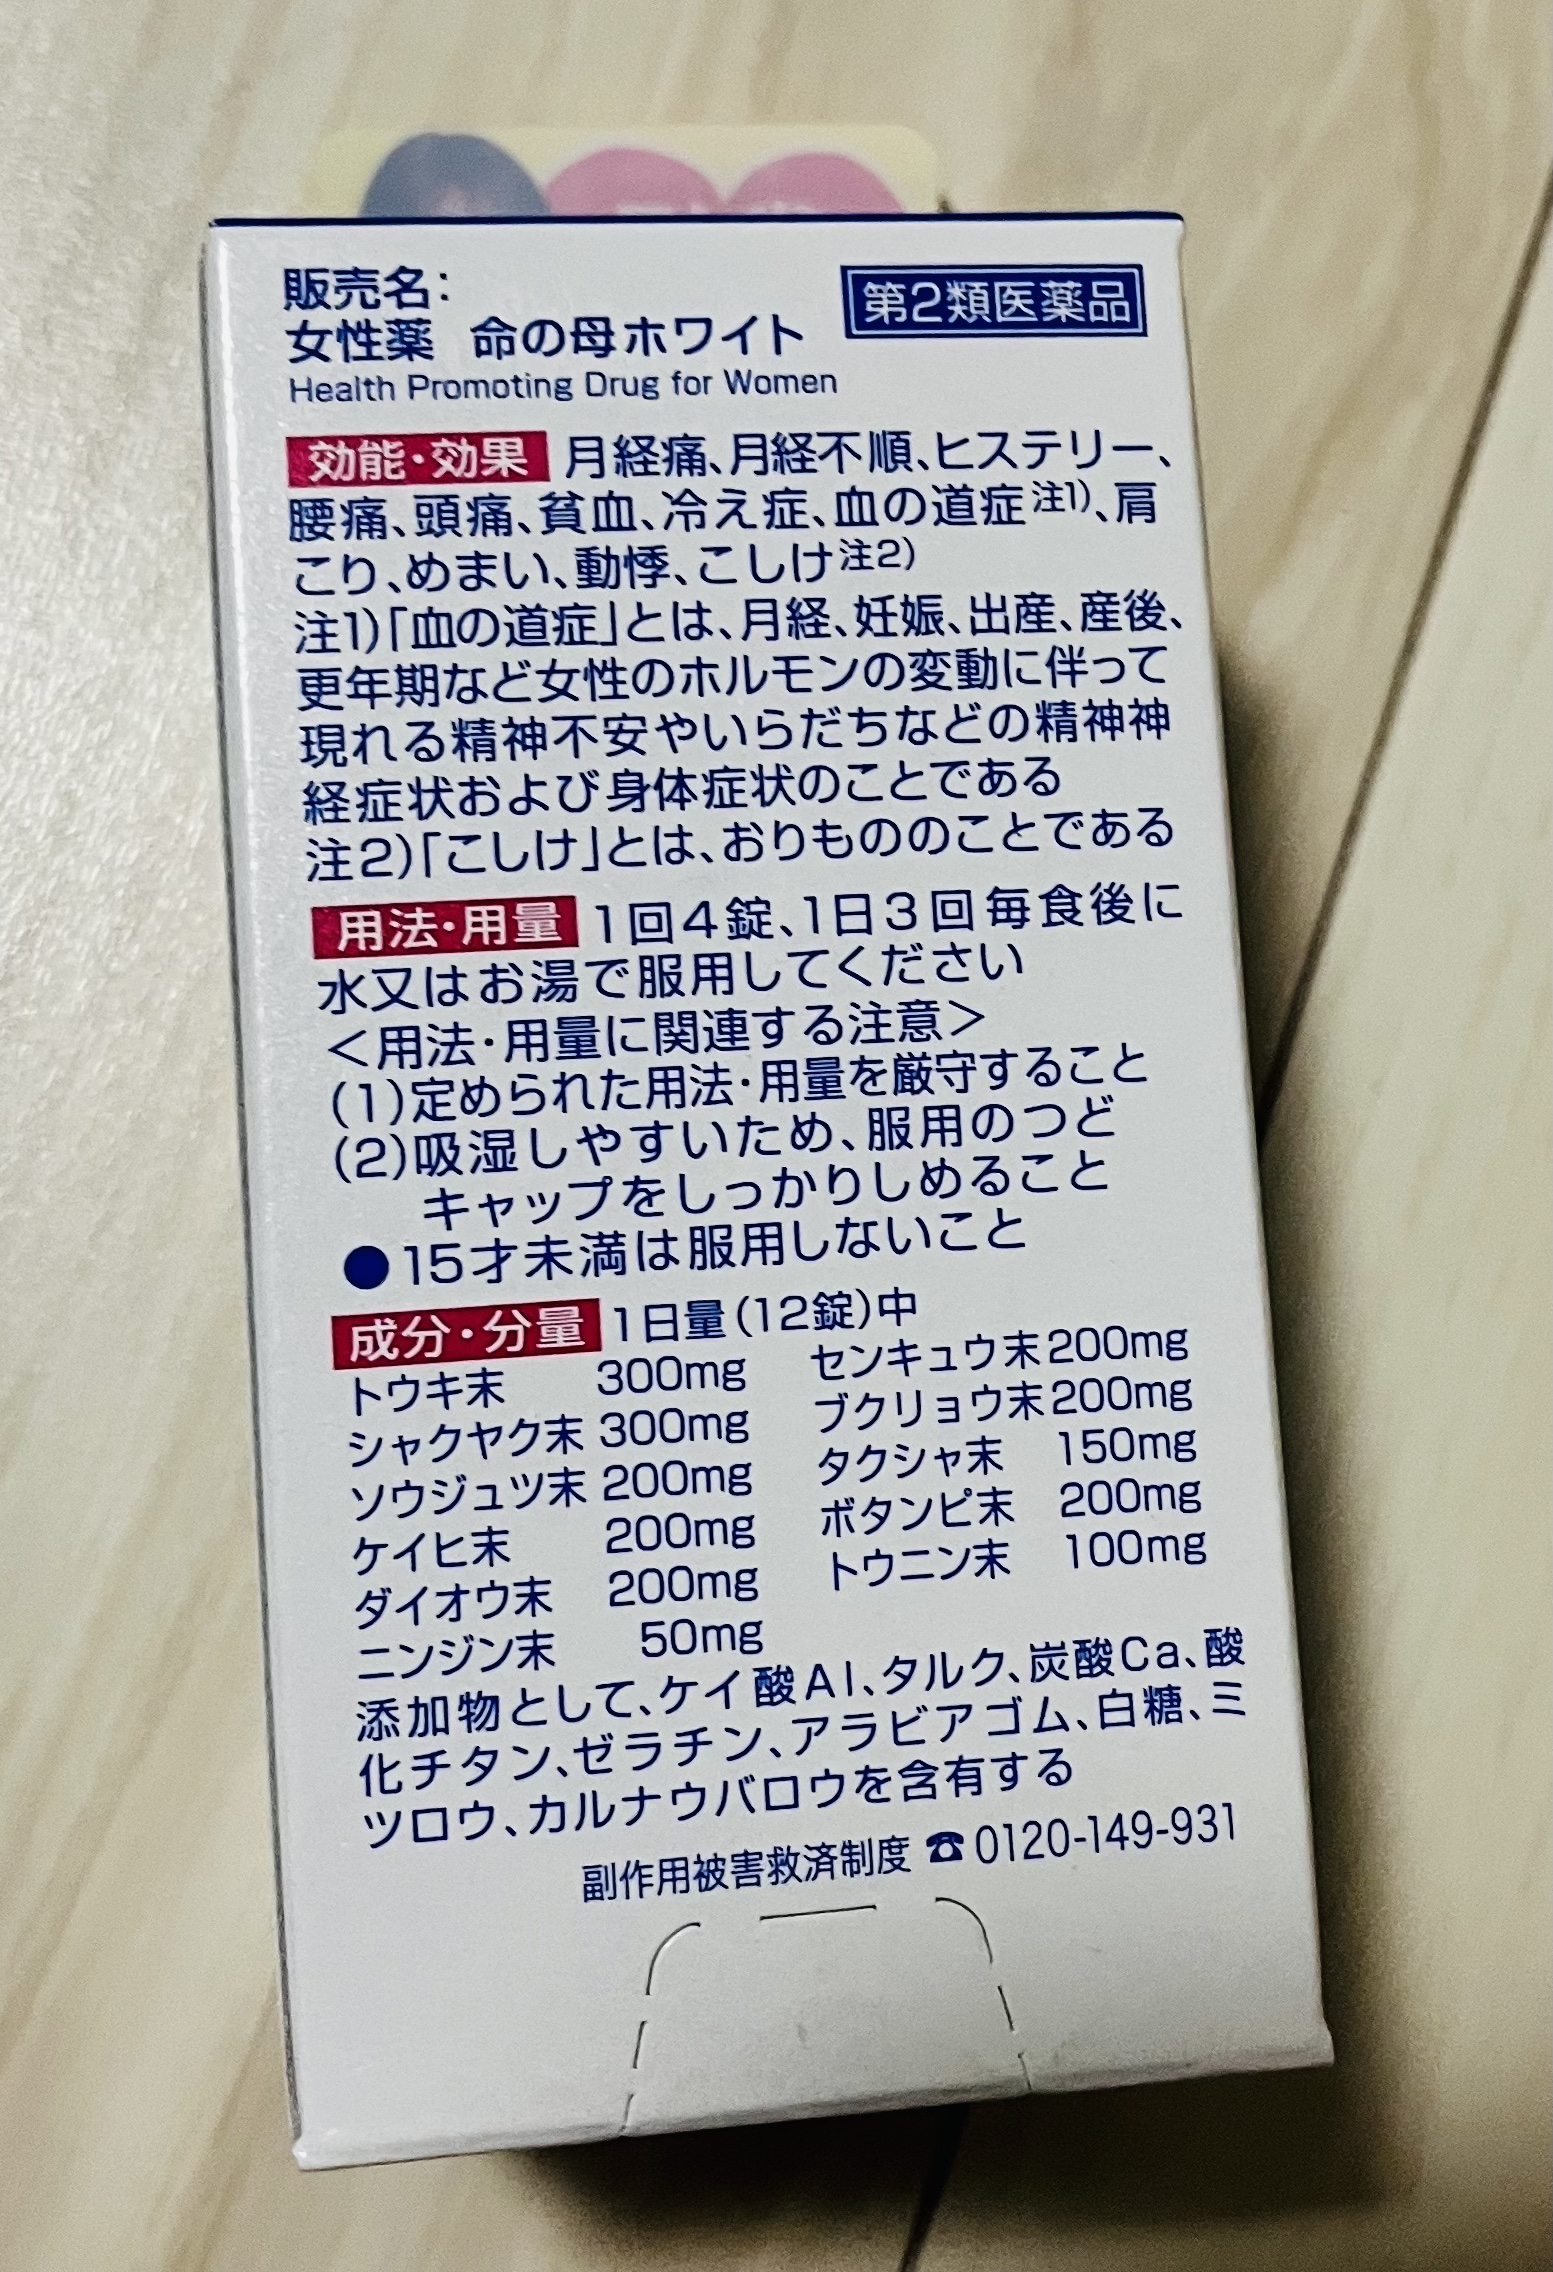 販売名:
女性薬 命の母ホワイト
第2類医薬品
Health Promoting Drug for Women
効能・効果 月経痛、月経不順、ヒステリー、
腰痛、頭痛、貧血、冷え症、血の道症注1)、肩
こり、めまい、動悸、こしけ注2)
注1)「血の道症」とは、月経、妊娠、出産、産後、
更年期など女性のホルモンの変動に伴って
現れる精神不安やいらだちなどの精神神
経症状および身体症状のことである
注2)「こしけ」とは、おりもののことである
用法・用量 1回4錠、1日3回毎食後に
水又はお湯で服用してください
<用法・用量に関連する注意>
(1)定められた用法・用量を厳守すること
(2)吸湿しやすいため、服用のつど
キャップをしっかりしめること
●15才未満は服用しないこと
成分・分量 1日量(12錠)中
トウキ末 300mg センキュウ末200mg
シャクヤク末 300mg ブクリョウ末200mg
ソウジュツ末 200mg タクシャ末 150mg
ケイヒ末 200mg ボタンピ末 200mg
ダイオウ末 200mg トウニン末 100mg
ニンジン末 50mg
添加物として、ケイ酸Al、タルク、炭酸Ca、酸
化チタン、ゼラチン、アラビアゴム、白糖、ミ
ツロウ、カルナウバロウを含有する
副作用被害救済制度 ☎0120-149-931